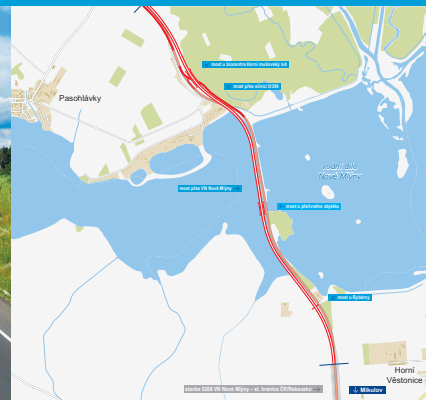 most u biocentra Horní mušovský luh
most přes silnici II/396
Pasohlávky
vodní dílo
Nové Mlýny
most přes VN Nové Mlýny
most u přelivného objektu
most u Rybárny
Horní
Věstonice
stavba 5206 VN Nové Mlýny – st. hranice ČR/Rakousko
Mikulov